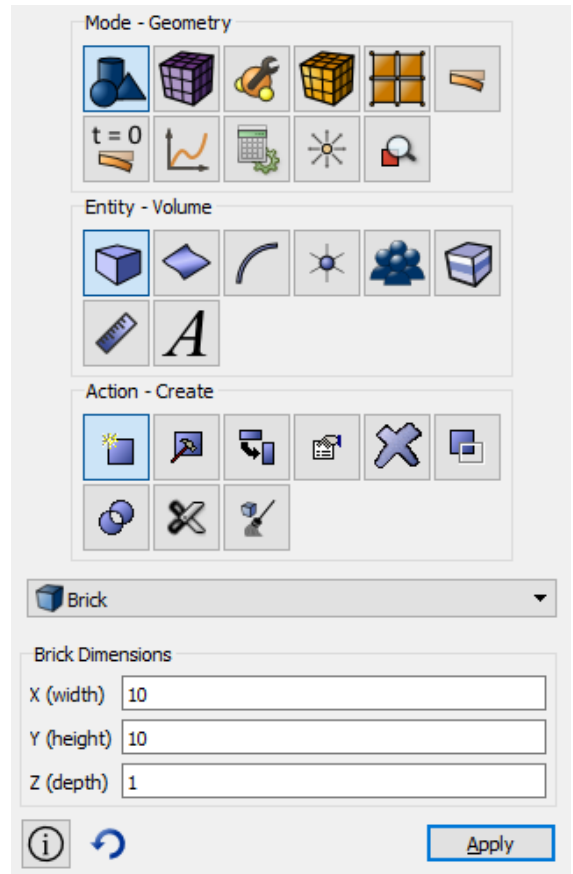 Mode - Geometry
t = 0
Entity - Volume
A
Action - Create
Brick
Brick Dimensions
X (width) 10
Y (height) 10
Z (depth) 1
i Apply